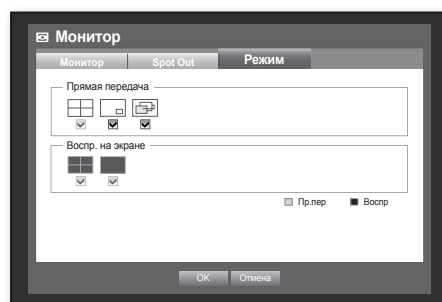 Монитор
Монитор Spot Out Режим
Прямая передача
Воспр. на экране
Пр.пер Воспр
OK Отмена